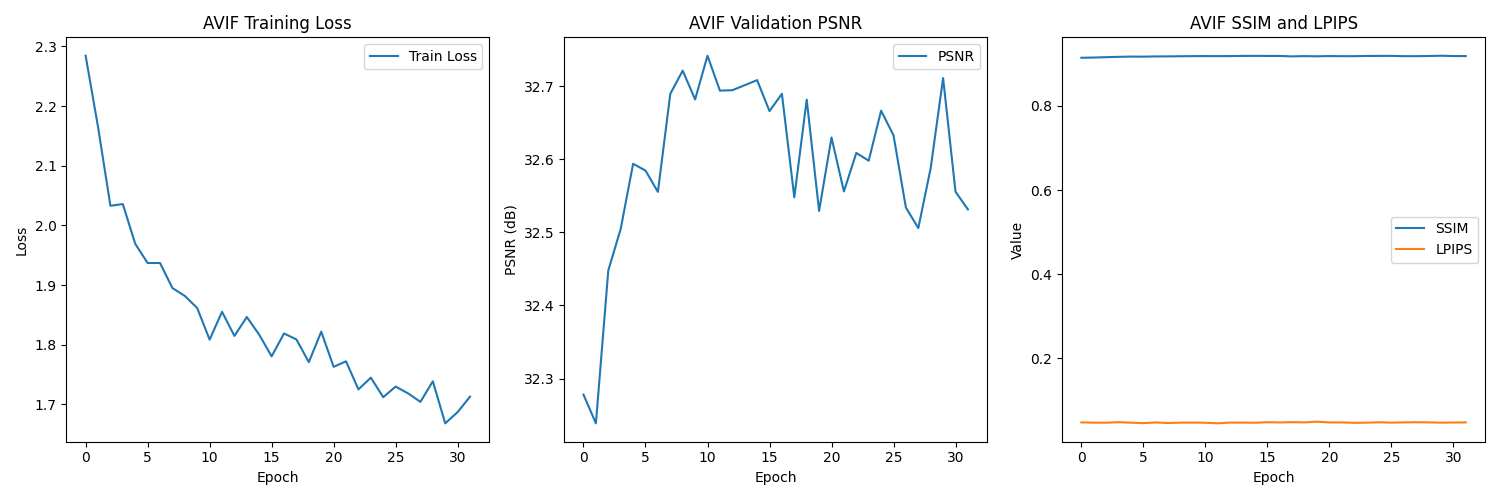 AVIF Training Loss
Train Loss
2.3
2.2
2.1
2.0
1.9
1.8
1.7
Loss
0 5 10 15 20 25 30
Epoch
AVIF Validation PSNR
PSNR
32.7
32.6
32.5
32.4
32.3
PSNR (dB)
0 5 10 15 20 25 30
Epoch
AVIF SSIM and LPIPS
0.8
0.6
0.4
0.2
Value
SSIM
LPIPS
0 5 10 15 20 25 30
Epoch